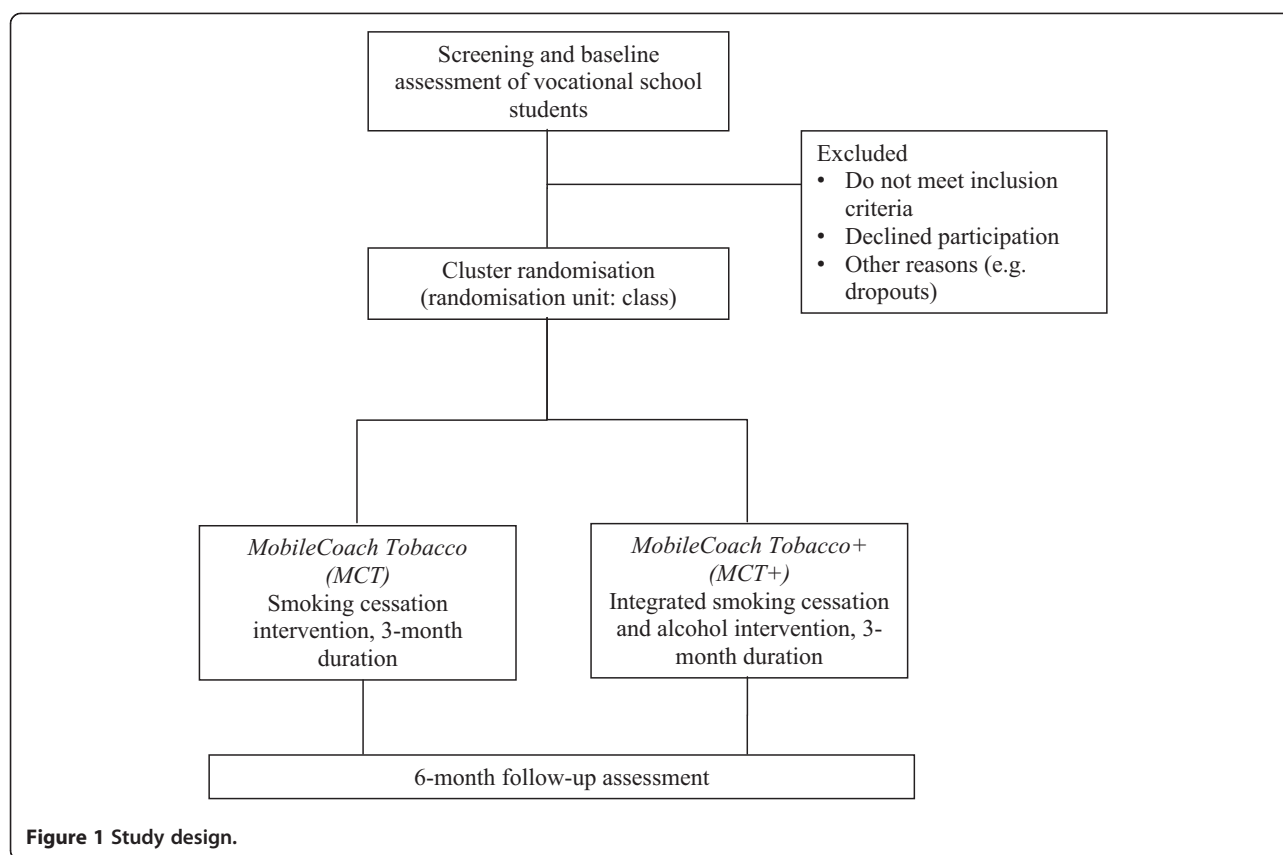 Screening and baseline
assessment of vocational school
students
Excluded
• Do not meet inclusion
criteria
• Declined participation
• Other reasons (e.g.
dropouts)
Cluster randomisation
(randomisation unit: class)
MobileCoach Tobacco
(MCT)
Smoking cessation
intervention, 3-month
duration
MobileCoach Tobacco+
(MCT+)
Integrated smoking cessation
and alcohol intervention, 3-
month duration
6-month follow-up assessment
Figure 1 Study design.